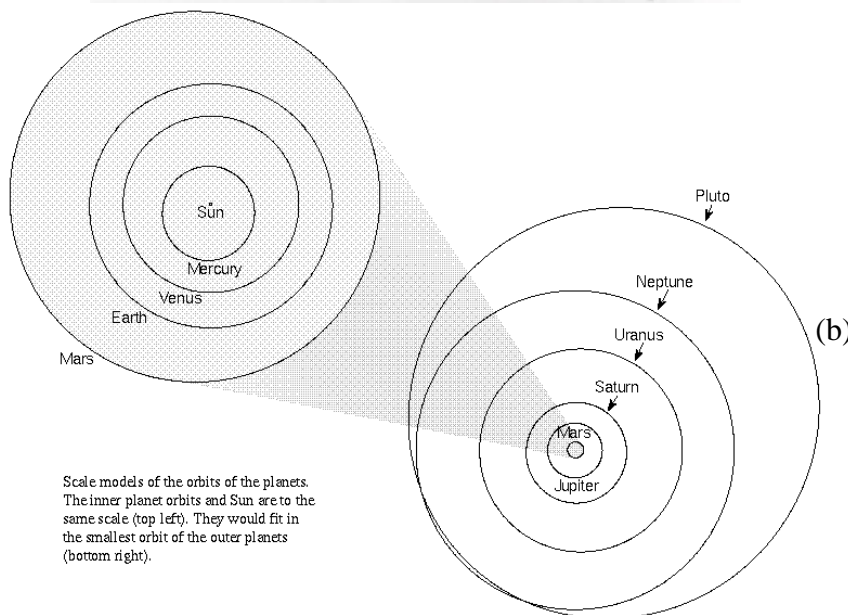 Sun
Mercury
Venus
Earth
Mars
Pluto
Neptune
(b)
Uranus
Saturn
Mars
Jupiter
Scale models of the orbits of the planets.
The inner planet orbits and Sun are to the
same scale (top left). They would fit in
the smallest orbit of the outer planets
(bottom right).